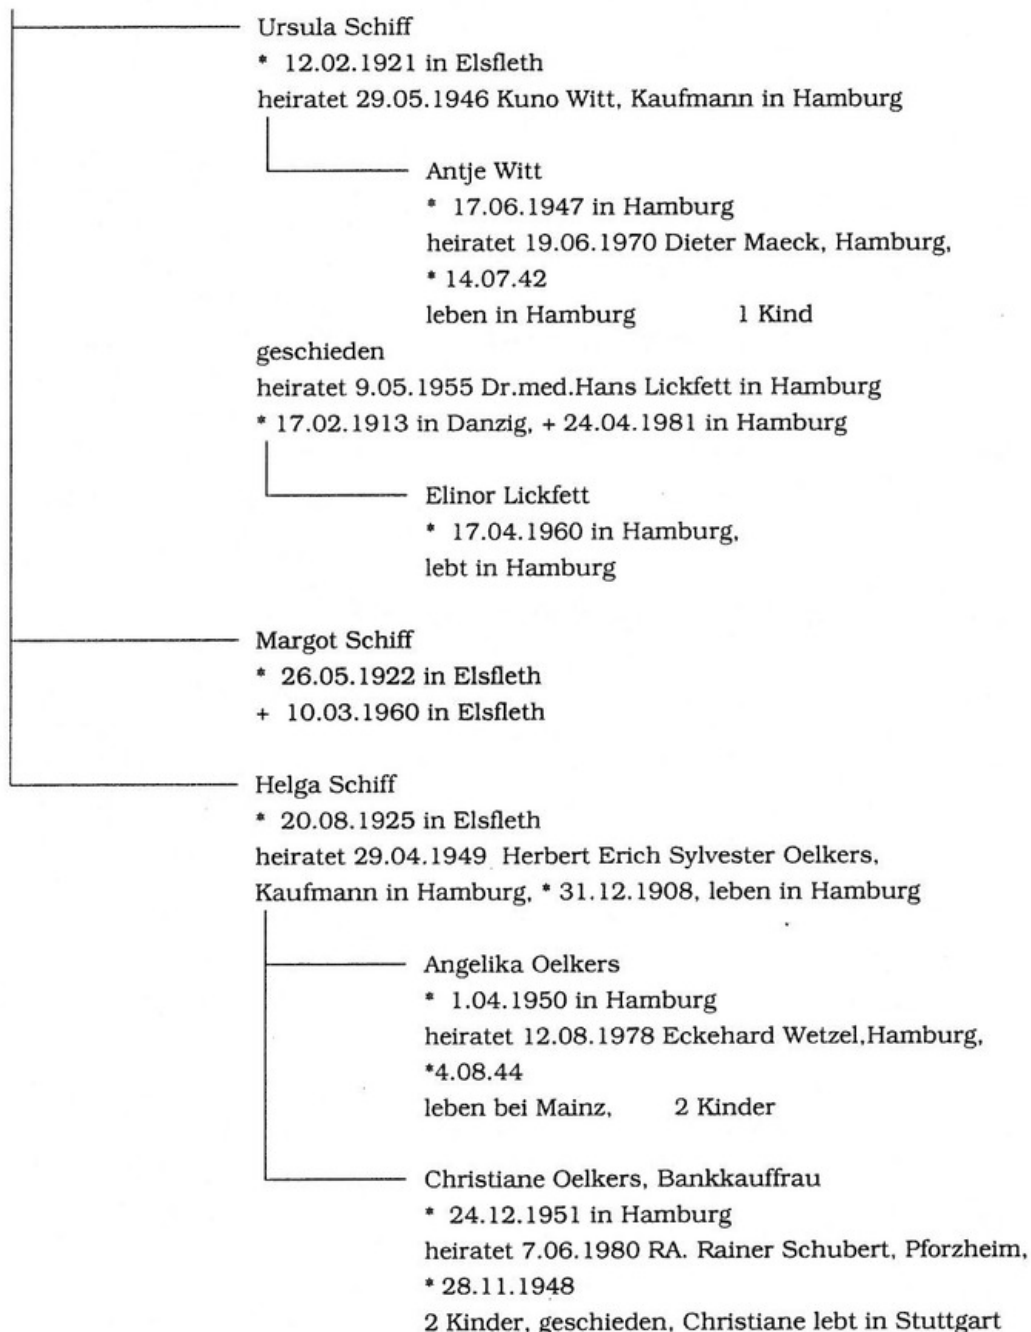 Ursula Schiff
* 12.02.1921 in Elsfleth
heiratet 29.05.1946 Kuno Witt, Kaufmann in Hamburg
Antje Witt
* 17.06.1947 in Hamburg
heiratet 19.06.1970 Dieter Maeck, Hamburg,
* 14.07.42
leben in Hamburg 1 Kind
geschieden
heiratet 9.05.1955 Dr.med.Hans Lickfett in Hamburg
* 17.02.1913 in Danzig, + 24.04.1981 in Hamburg
Elinor Lickfett
* 17.04.1960 in Hamburg,
lebt in Hamburg
Margot Schiff
* 26.05.1922 in Elsfleth
+ 10.03.1960 in Elsfleth
Helga Schiff
* 20.08.1925 in Elsfleth
heiratet 29.04.1949 Herbert Erich Sylvester Oelkers,
Kaufmann in Hamburg, * 31.12.1908, leben in Hamburg
Angelika Oelkers
* 1.04.1950 in Hamburg
heiratet 12.08.1978 Eckehard Wetzel,Hamburg,
*4.08.44
leben bei Mainz, 2 Kinder
Christiane Oelkers, Bankkauffrau
* 24.12.1951 in Hamburg
heiratet 7.06.1980 RA. Rainer Schubert, Pforzheim,
* 28.11.1948
2 Kinder, geschieden, Christiane lebt in Stuttgart